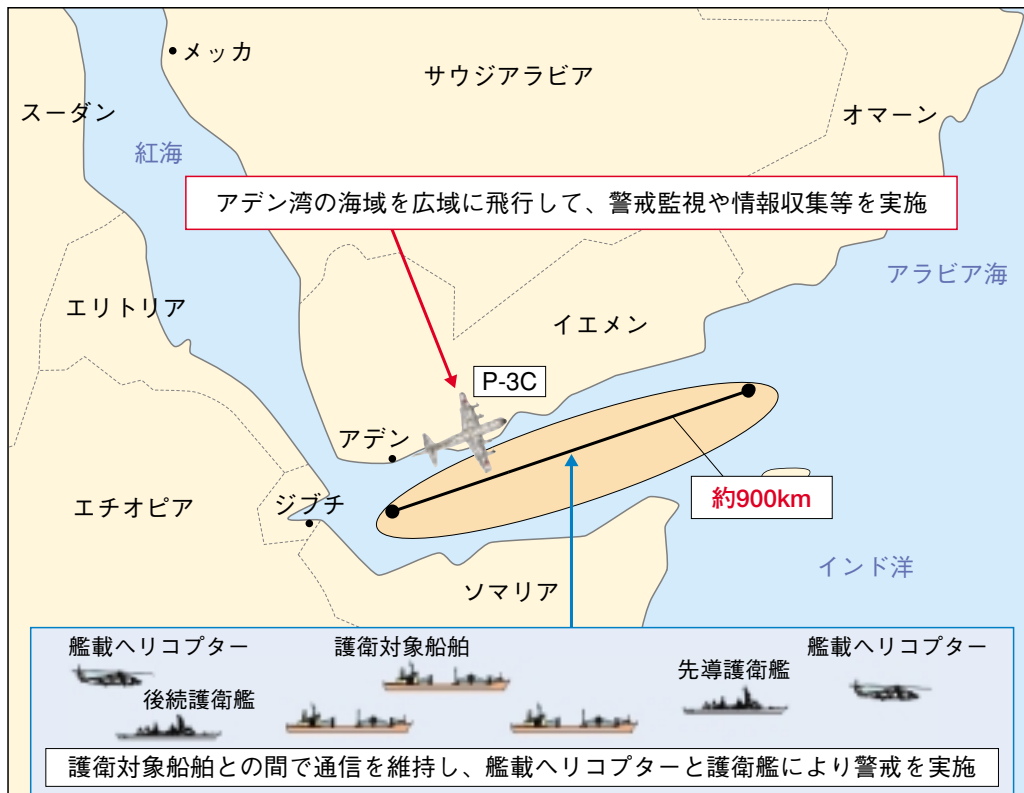 メッカ
サウジアラビア
スーダン
オマーン
紅海
アデン湾の海域を広域に飛行して、警戒監視や情報収集等を実施
アラビア海
エリトリア
イエメン
P-3C
アデン
約900km
エチオピア
ジブチ
インド洋
ソマリア
艦載ヘリコプター
護衛対象船舶
艦載ヘリコプター
先導護衛艦
後続護衛艦
護衛対象船舶との間で通信を維持し、艦載ヘリコプターと護衛艦により警戒を実施